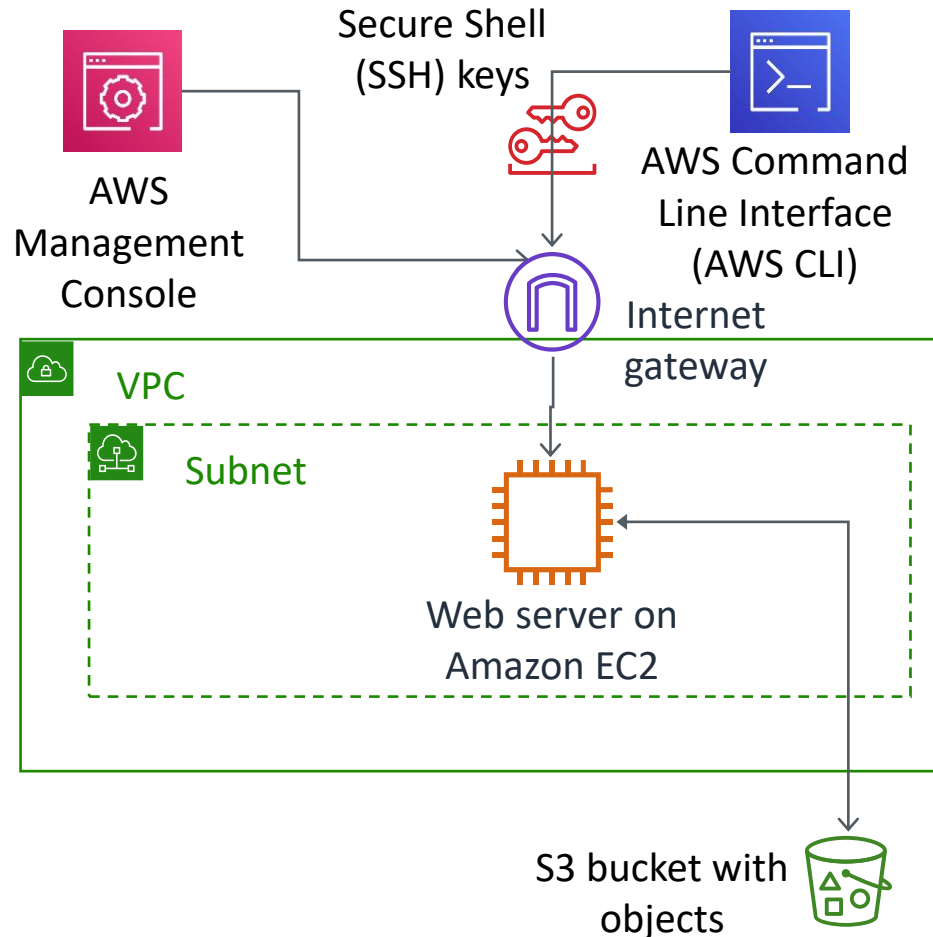 Secure Shell
(SSH) keys
AWS
Management
Console
AWS Command
Line Interface
(AWS CLI)
Internet
gateway
VPC
Subnet
Web server on
Amazon EC2
S3 bucket with
objects